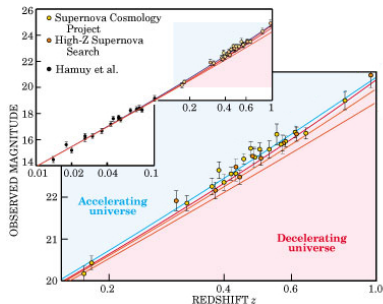 26
24
22
20
18
16
14
Supernova Cosmology
Project
High-Z Supernova
Search
Hamuy et al.
0.2
0.4
0.6
1
0.01
0.02
0.04
0.1
OBSERVED MAGNITUDE
22
21
20
Accelerating
universe
Decelerating
universe
0.2
0.4
0.6
1.0
REDSHIFT z